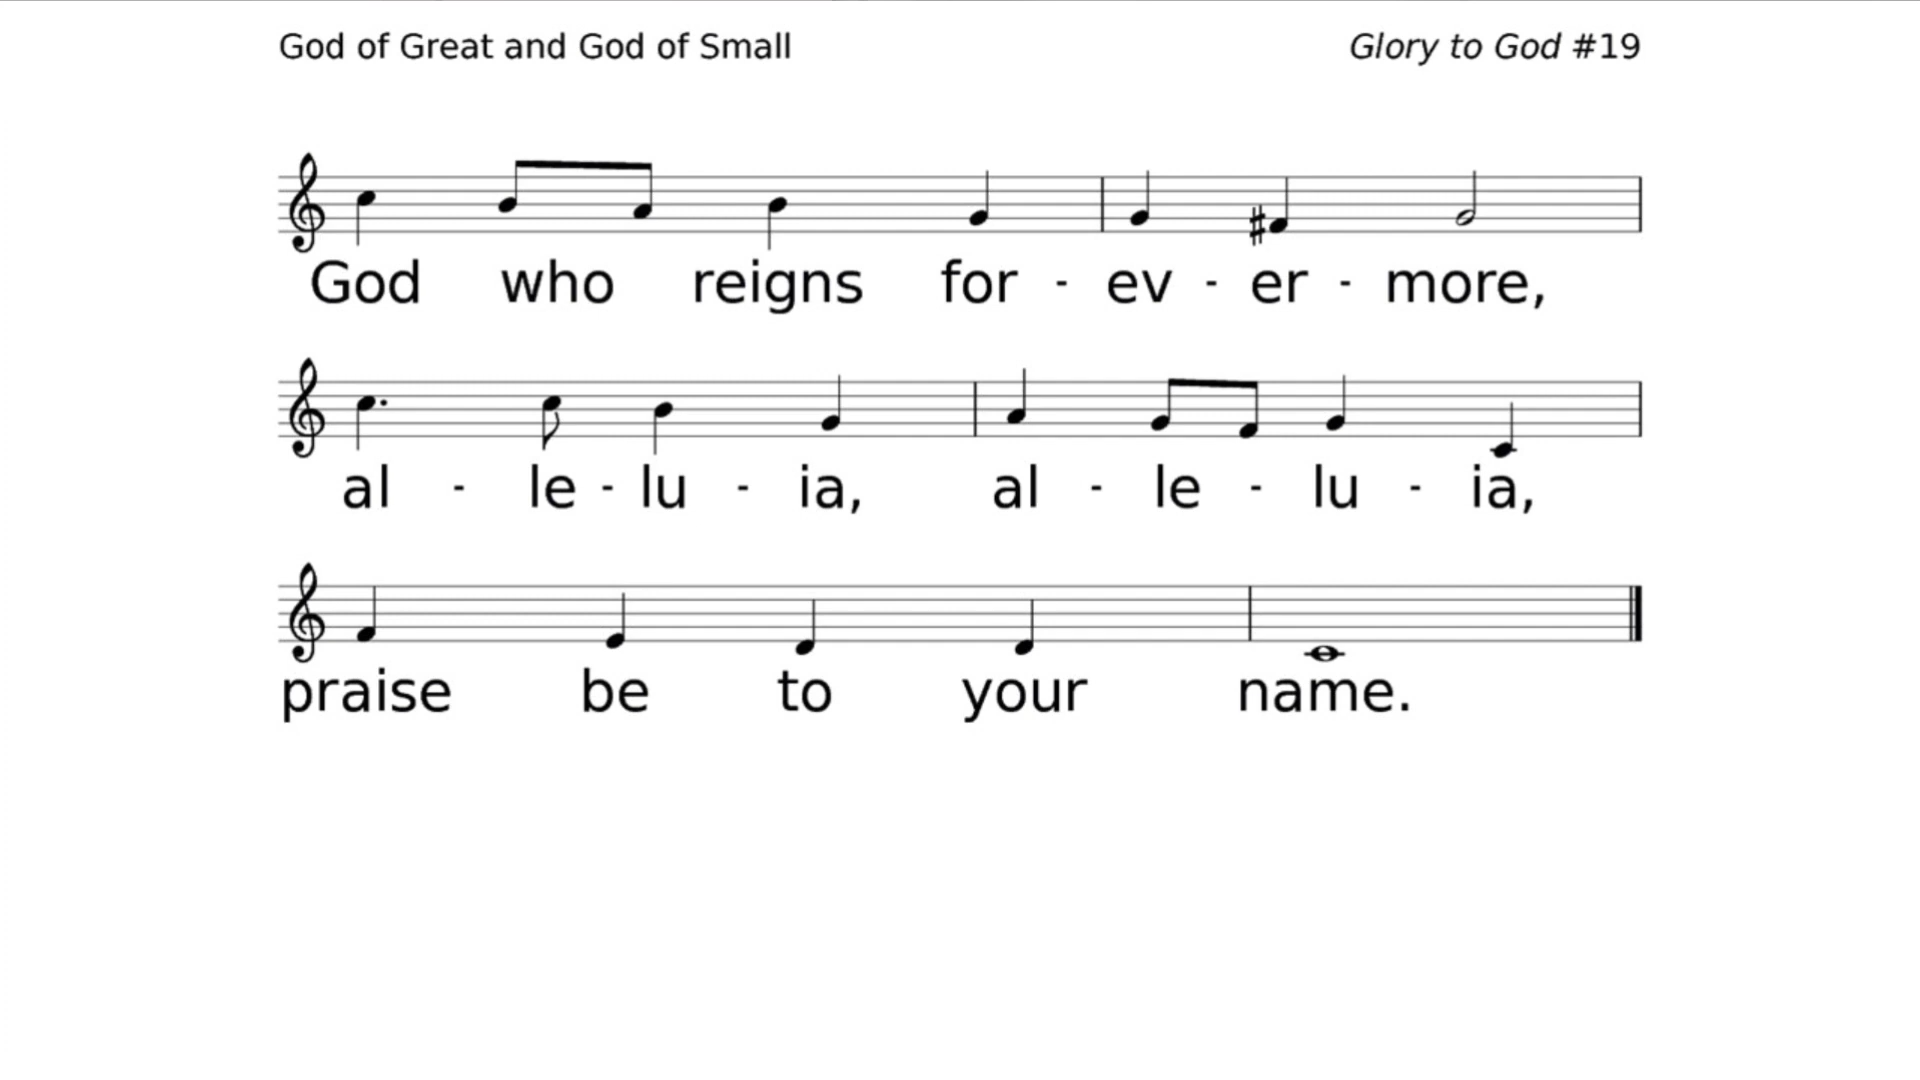 God of Great and God of Small
Glory to God #19
God who reigns for - ev - er - more,
al - le - lu - ia, al - le - lu - ia,
praise be to your name.